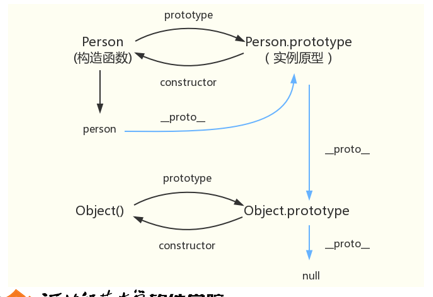 prototype
Person
(构造函数)
Person.prototype
(实例原型)
constructor
person
__proto__
__proto__
prototype
Object()
Object.prototype
constructor
__proto__
null